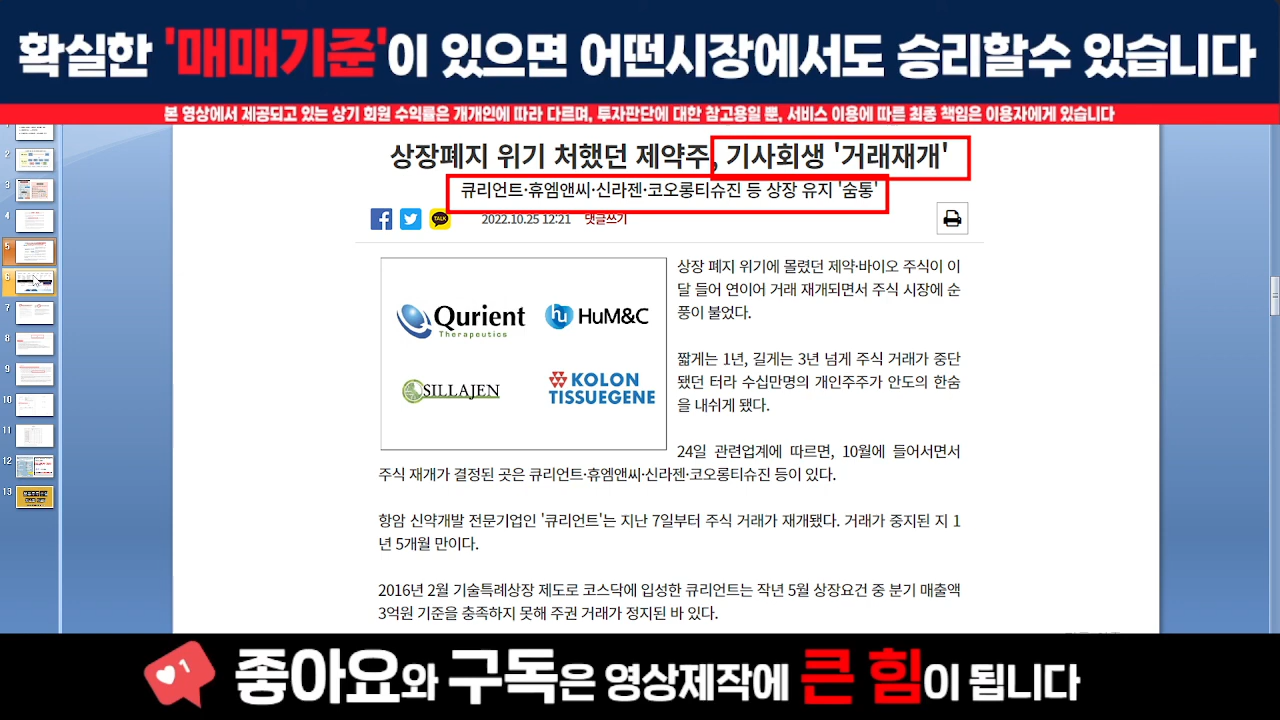 확실한 '매매기준'이 있으면 어떤시장에서도 승리할수 있습니다
본 영상에서 제공되고 있는 상기 회원 수익률은 개개인에 따라 다르며, 투자판단에 대한 참고용일 뿐, 서비스 이용에 따른 최종 책임은 이용자에게 있습니다
상장폐지 위기 처했던 제약주, 기사회생 '거래재개'
큐리언트·휴엠앤씨·신라젠·코오롱티슈진 등 상장 유지 '숨통'
TALK
2022.10.25 12:21 댓글쓰기
Qurient
Therapeutics
hu HuM&C
SILLAJEN
KOLON
TISSUEGENE
상장 폐지 위기에 몰렸던 제약·바이오 주식이 이
달 들어 연이어 거래 재개되면서 주식 시장에 순
풍이 불었다.
짧게는 1년, 길게는 3년 넘게 주식 거래가 중단
됐던 터라 수십만명의 개인주주가 안도의 한숨
을 내쉬게 됐다.
24일 관련업계에 따르면, 10월에 들어서면서
주식 재개가 결정된 곳은 큐리언트·휴엠앤씨·신라젠·코오롱티슈진 등이 있다.
항암 신약개발 전문기업인 '큐리언트'는 지난 7일부터 주식 거래가 재개됐다. 거래가 중지된 지 1
년 5개월 만이다.
2016년 2월 기술특례상장 제도로 코스닥에 입성한 큐리언트는 작년 5월 상장요건 중 분기 매출액
3억원 기준을 충족하지 못해 주권 거래가 정지된 바 있다.
2
3
4
5
6
7
8
9
10
11
12
13
1
좋아요와 구독은 영상제작에 큰 힘이 됩니다